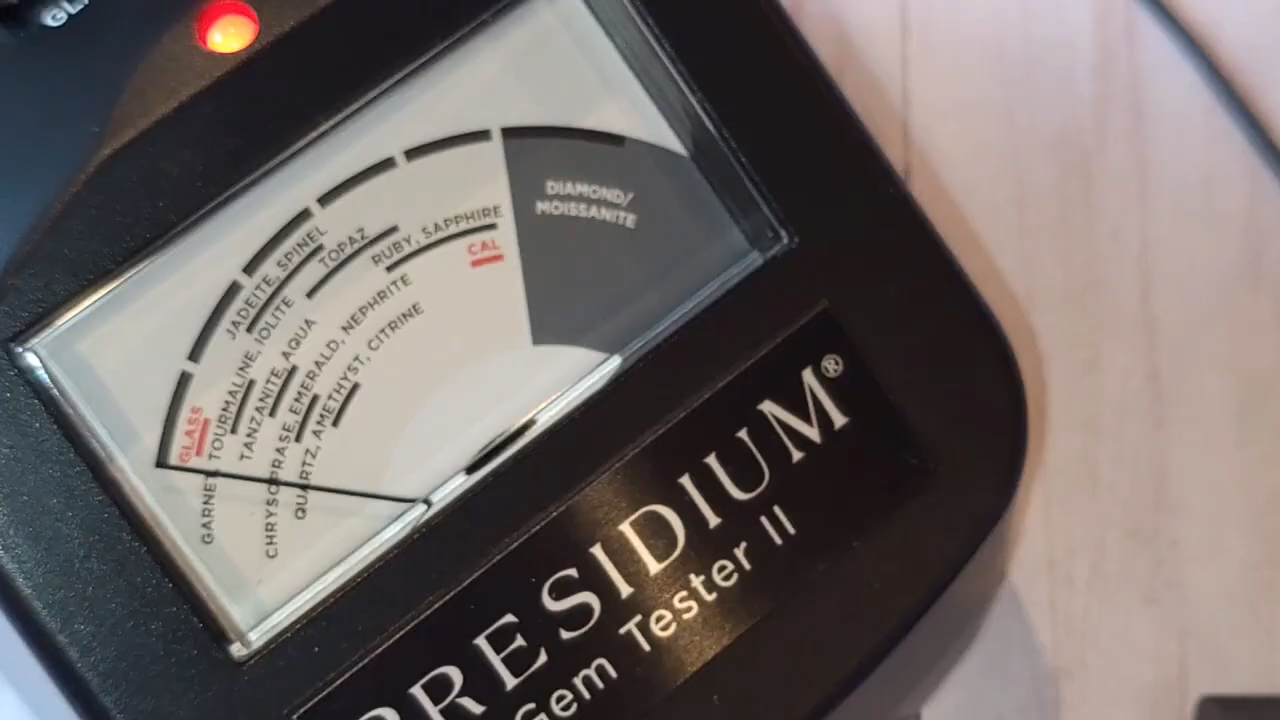 DIAMOND/
MOISSANITE
JADEITE, SPINEL
TOPAZ
RUBY, SAPPHIRE
CAL
GLASS
GARNET, TOURMALINE, IOLITE
TANZANITE, AQUA
CHRYSOPRASE, EMERALD, NEPHRITE
QUARTZ, AMETHYST, CITRINE
PRESIDIUM®
Gem Tester II